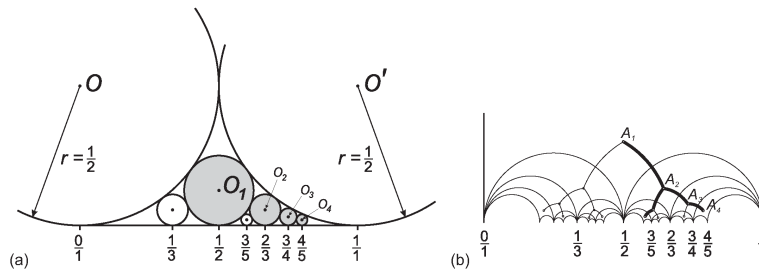 O
O'
r = 1/2
r = 1/2
O₁
O₂
O₃
O₄
0/1
1/3
1/2
3/5
2/3
3/4
4/5
1/1
(a)
A₁
A₂
A₃
A₄
0/1
1/3
1/2
3/5
2/3
3/4
4/5
(b)